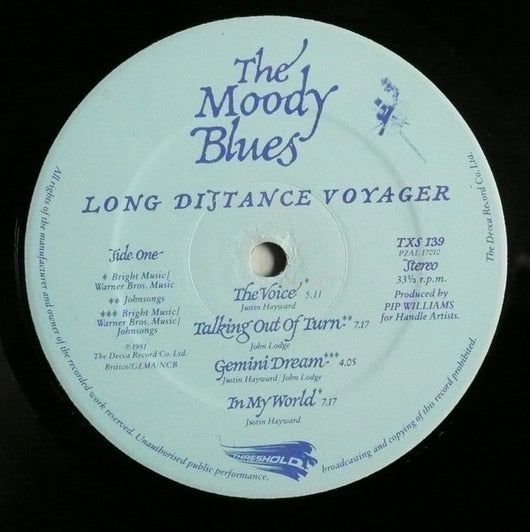 The
Moody
Blues
LONG DISTANCE VOYAGER
Side One
* Bright Music/
Warner Bros. Music
** Johnsongs
*** Bright Music/
Warner Bros. Music/
Johnsongs
℗1981
The Decca Record Co. Ltd.
Britico/GEMA/NCB
TXS 139
PZAL 17010
Stereo
33⅓ r.p.m.
Produced by
PIP WILLIAMS
for Handle Artists.
The Voice* 5.11
Justin Hayward
Talking Out Of Turn** 7.17
John Lodge
Gemini Dream*** 4.05
Justin Hayward/John Lodge
In My World* 7.17
Justin Hayward
THRESHOLD
All rights of the manufacturer and owner of the recorded work reserved. Unauthorised public performance, broadcasting and copying of this record prohibited.
The Decca Record Co. Ltd.